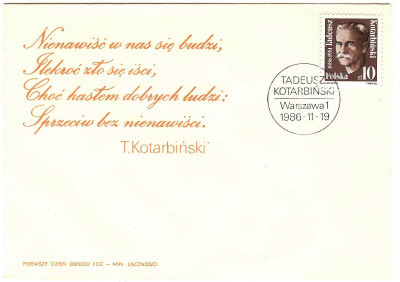 Nienawiść w nas się budzi,
Ilekroć zło się iści,
Choć hasłem dobrych ludzi:
Sprzeciw bez nienawiści.
T. Kotarbiński
1886-1981 Tadeusz Kotarbiński
Polska zł 10
TADEUSZ
KOTARBIŃSKI
Warszawa 1
1986-11-19
PIERWSZY DZIEŃ OBIEGU FDC – MIN. ŁĄCZNOŚCI